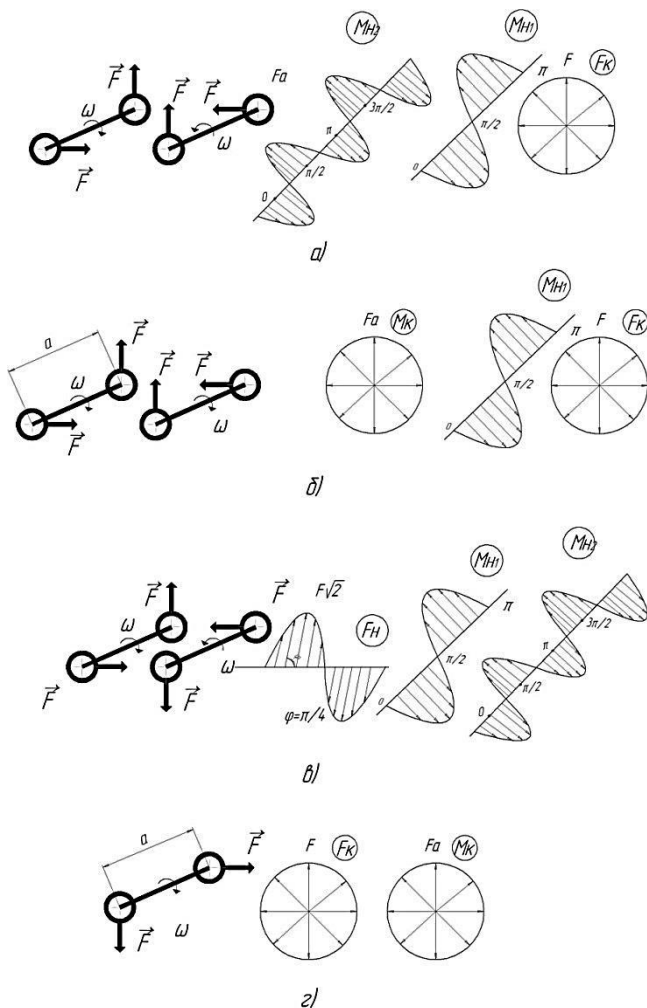 Mн2 Mн1
F⃗ F⃗ F⃗ Fa 3π/2 π F Fк
ω ω π π/2
F⃗ π/2 0
0
а)
Mн1
a F⃗ Fa Mк π F Fк
F⃗ F⃗
ω ω π/2
F⃗ 0
б)
Mн2
Mн1
F⃗ F⃗ F√2 Fн π 3π/2
ω ω π/2 π
F⃗ F⃗ φ=π/4 0 π/2
0
в)
a F⃗ F Fк Fa Mк
F⃗ ω
г)